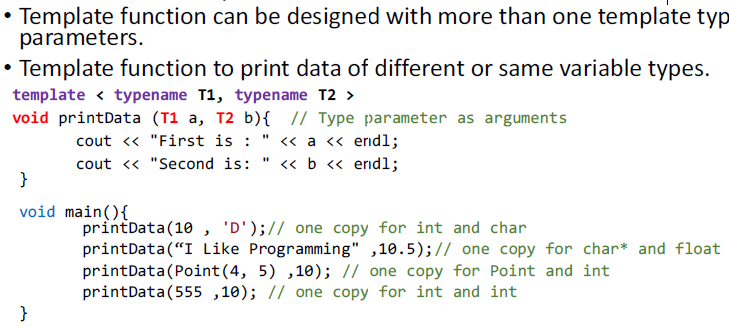 • Template function can be designed with more than one template typ
parameters.
• Template function to print data of different or same variable types.
template < typename T1, typename T2 >
void printData (T1 a, T2 b){  // Type parameter as arguments
cout << "First is : " << a << endl;
cout << "Second is: " << b << endl;
}
void main(){
printData(10 , 'D');// one copy for int and char
printData(“I Like Programming" ,10.5);// one copy for char* and float
printData(Point(4, 5) ,10); // one copy for Point and int
printData(555 ,10); // one copy for int and int
}